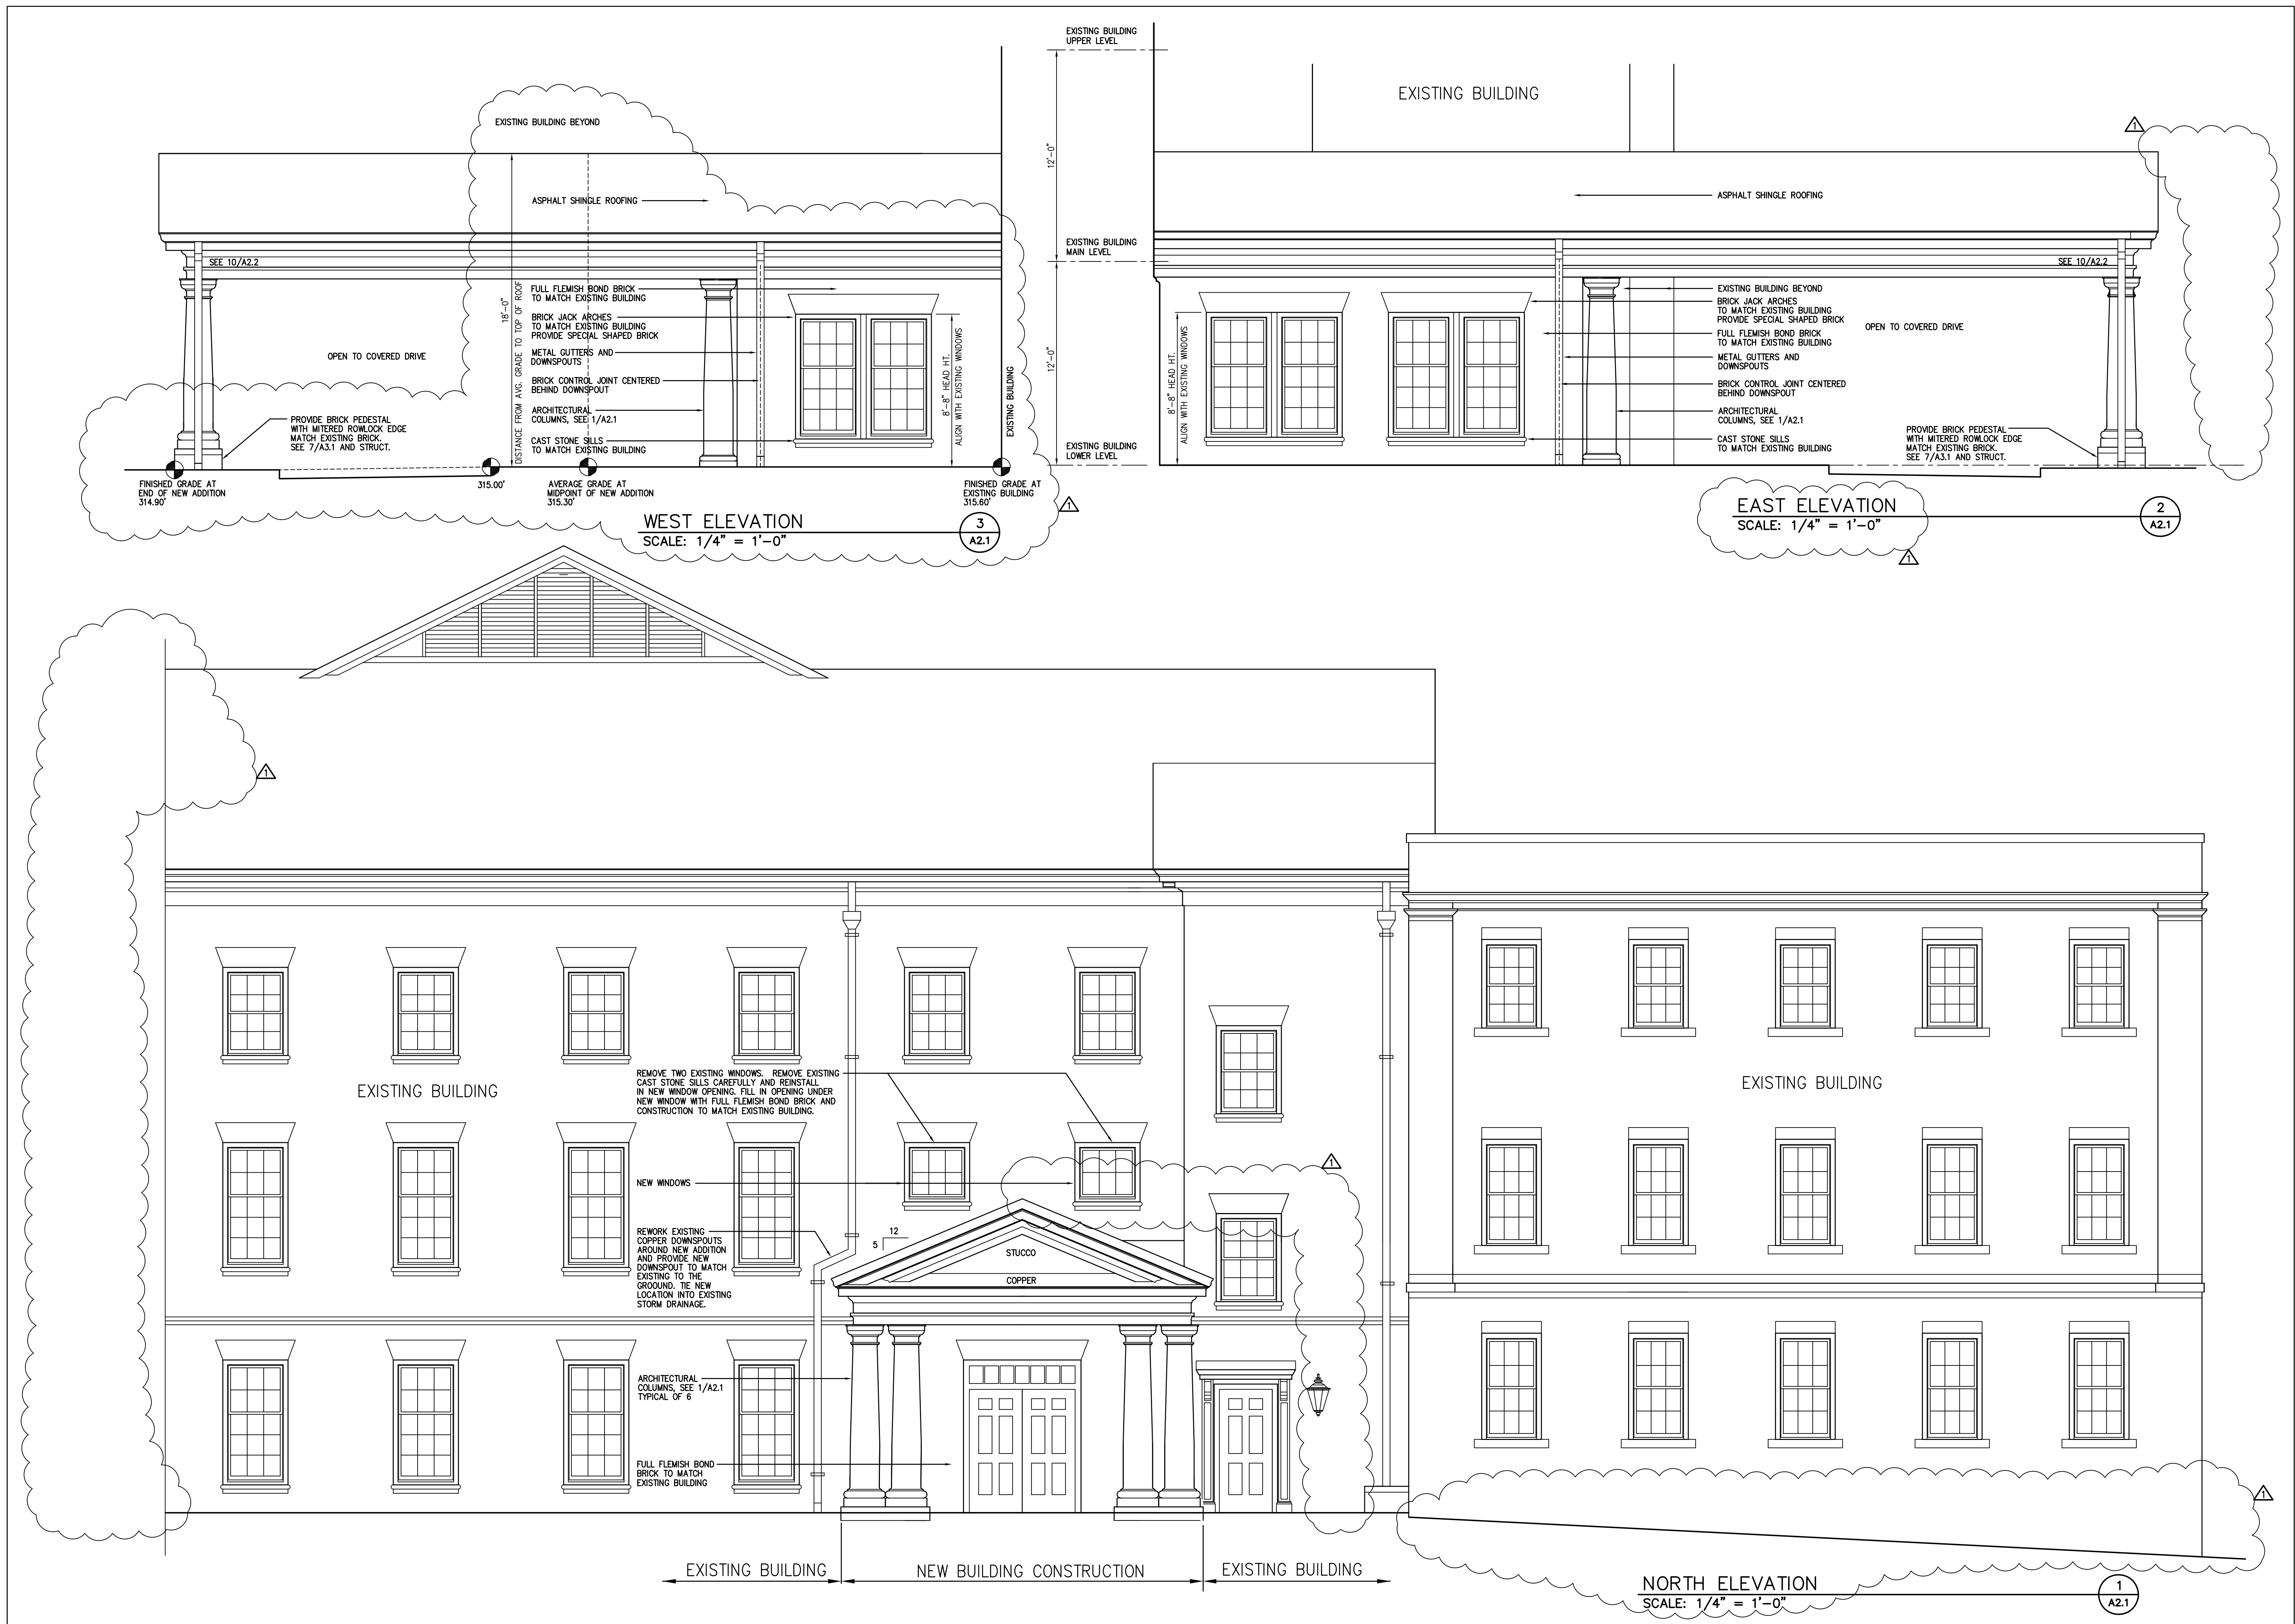 EXISTING BUILDING BEYOND
ASPHALT SHINGLE ROOFING
SEE 10/A2.2
18'-0"
DISTANCE FROM AVG. GRADE TO TOP OF ROOF
FULL FLEMISH BOND BRICK
TO MATCH EXISTING BUILDING
BRICK JACK ARCHES
TO MATCH EXISTING BUILDING
PROVIDE SPECIAL SHAPED BRICK
OPEN TO COVERED DRIVE
METAL GUTTERS AND
DOWNSPOUTS
BRICK CONTROL JOINT CENTERED
BEHIND DOWNSPOUT
ARCHITECTURAL
COLUMNS, SEE 1/A2.1
CAST STONE SILLS
TO MATCH EXISTING BUILDING
8'-8" HEAD HT.
ALIGN WITH EXISTING WINDOWS
EXISTING BUILDING
PROVIDE BRICK PEDESTAL
WITH MITERED ROWLOCK EDGE
MATCH EXISTING BRICK.
SEE 7/A3.1 AND STRUCT.
FINISHED GRADE AT
END OF NEW ADDITION
314.90'
315.00'
AVERAGE GRADE AT
MIDPOINT OF NEW ADDITION
315.30'
FINISHED GRADE AT
EXISTING BUILDING
315.60'
1
WEST ELEVATION
SCALE: 1/4" = 1'-0"
3
A2.1
EXISTING BUILDING
UPPER LEVEL
12'-0"
EXISTING BUILDING
MAIN LEVEL
12'-0"
EXISTING BUILDING
LOWER LEVEL
EXISTING BUILDING
1
ASPHALT SHINGLE ROOFING
SEE 10/A2.2
8'-8" HEAD HT.
ALIGN WITH EXISTING WINDOWS
EXISTING BUILDING BEYOND
BRICK JACK ARCHES
TO MATCH EXISTING BUILDING
PROVIDE SPECIAL SHAPED BRICK
FULL FLEMISH BOND BRICK
TO MATCH EXISTING BUILDING
OPEN TO COVERED DRIVE
METAL GUTTERS AND
DOWNSPOUTS
BRICK CONTROL JOINT CENTERED
BEHIND DOWNSPOUT
ARCHITECTURAL
COLUMNS, SEE 1/A2.1
CAST STONE SILLS
TO MATCH EXISTING BUILDING
PROVIDE BRICK PEDESTAL
WITH MITERED ROWLOCK EDGE
MATCH EXISTING BRICK.
SEE 7/A3.1 AND STRUCT.
EAST ELEVATION
SCALE: 1/4" = 1'-0"
2
A2.1
1
1
EXISTING BUILDING
REMOVE TWO EXISTING WINDOWS. REMOVE EXISTING
CAST STONE SILLS CAREFULLY AND REINSTALL
IN NEW WINDOW OPENING. FILL IN OPENING UNDER
NEW WINDOW WITH FULL FLEMISH BOND BRICK AND
CONSTRUCTION TO MATCH EXISTING BUILDING.
EXISTING BUILDING
1
NEW WINDOWS
REWORK EXISTING
COPPER DOWNSPOUTS
AROUND NEW ADDITION
AND PROVIDE NEW
DOWNSPOUT TO MATCH
EXISTING TO THE
GROOUND. TIE NEW
LOCATION INTO EXISTING
STORM DRAINAGE.
12
5
STUCCO
COPPER
ARCHITECTURAL
COLUMNS, SEE 1/A2.1
TYPICAL OF 6
FULL FLEMISH BOND
BRICK TO MATCH
EXISTING BUILDING
1
EXISTING BUILDING
NEW BUILDING CONSTRUCTION
EXISTING BUILDING
NORTH ELEVATION
SCALE: 1/4" = 1'-0"
1
A2.1